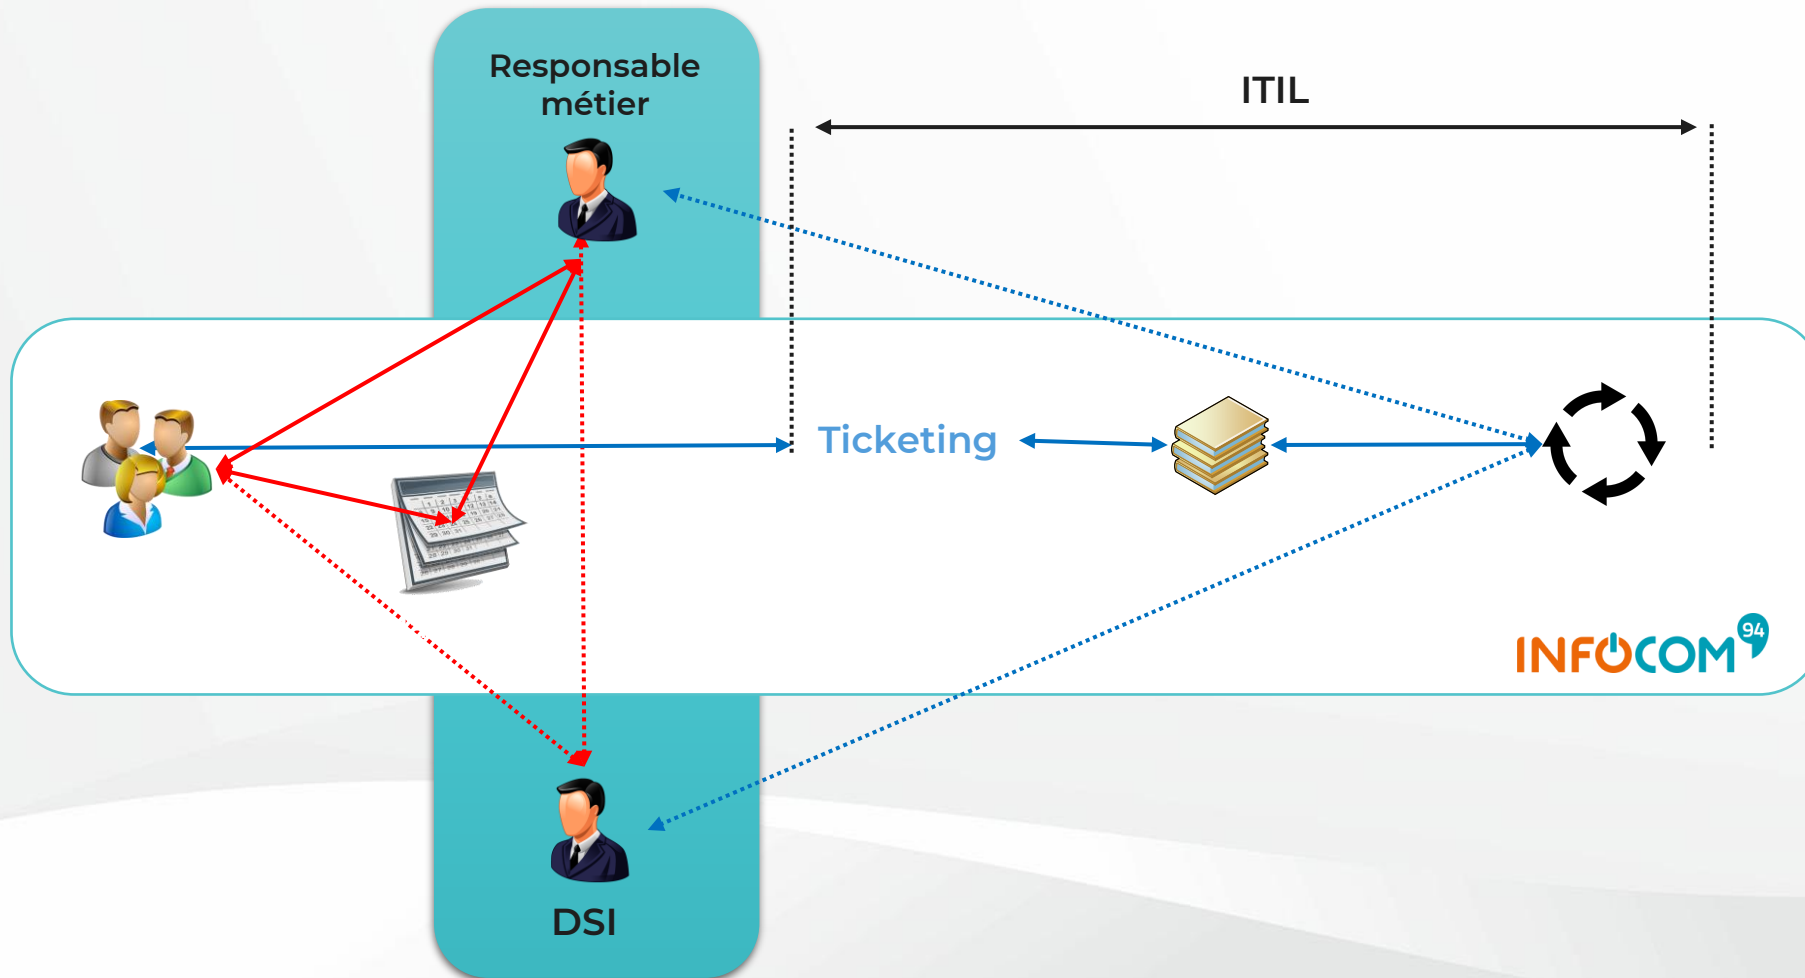 Responsable
métier
ITIL
Ticketing
INFOCOM94
DSI